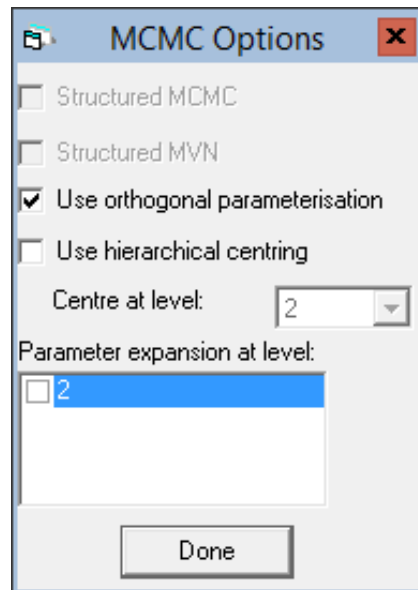 MCMC Options
Structured MCMC
Structured MVN
Use orthogonal parameterisation
Use hierarchical centring
Centre at level: 2
Parameter expansion at level:
2
Done